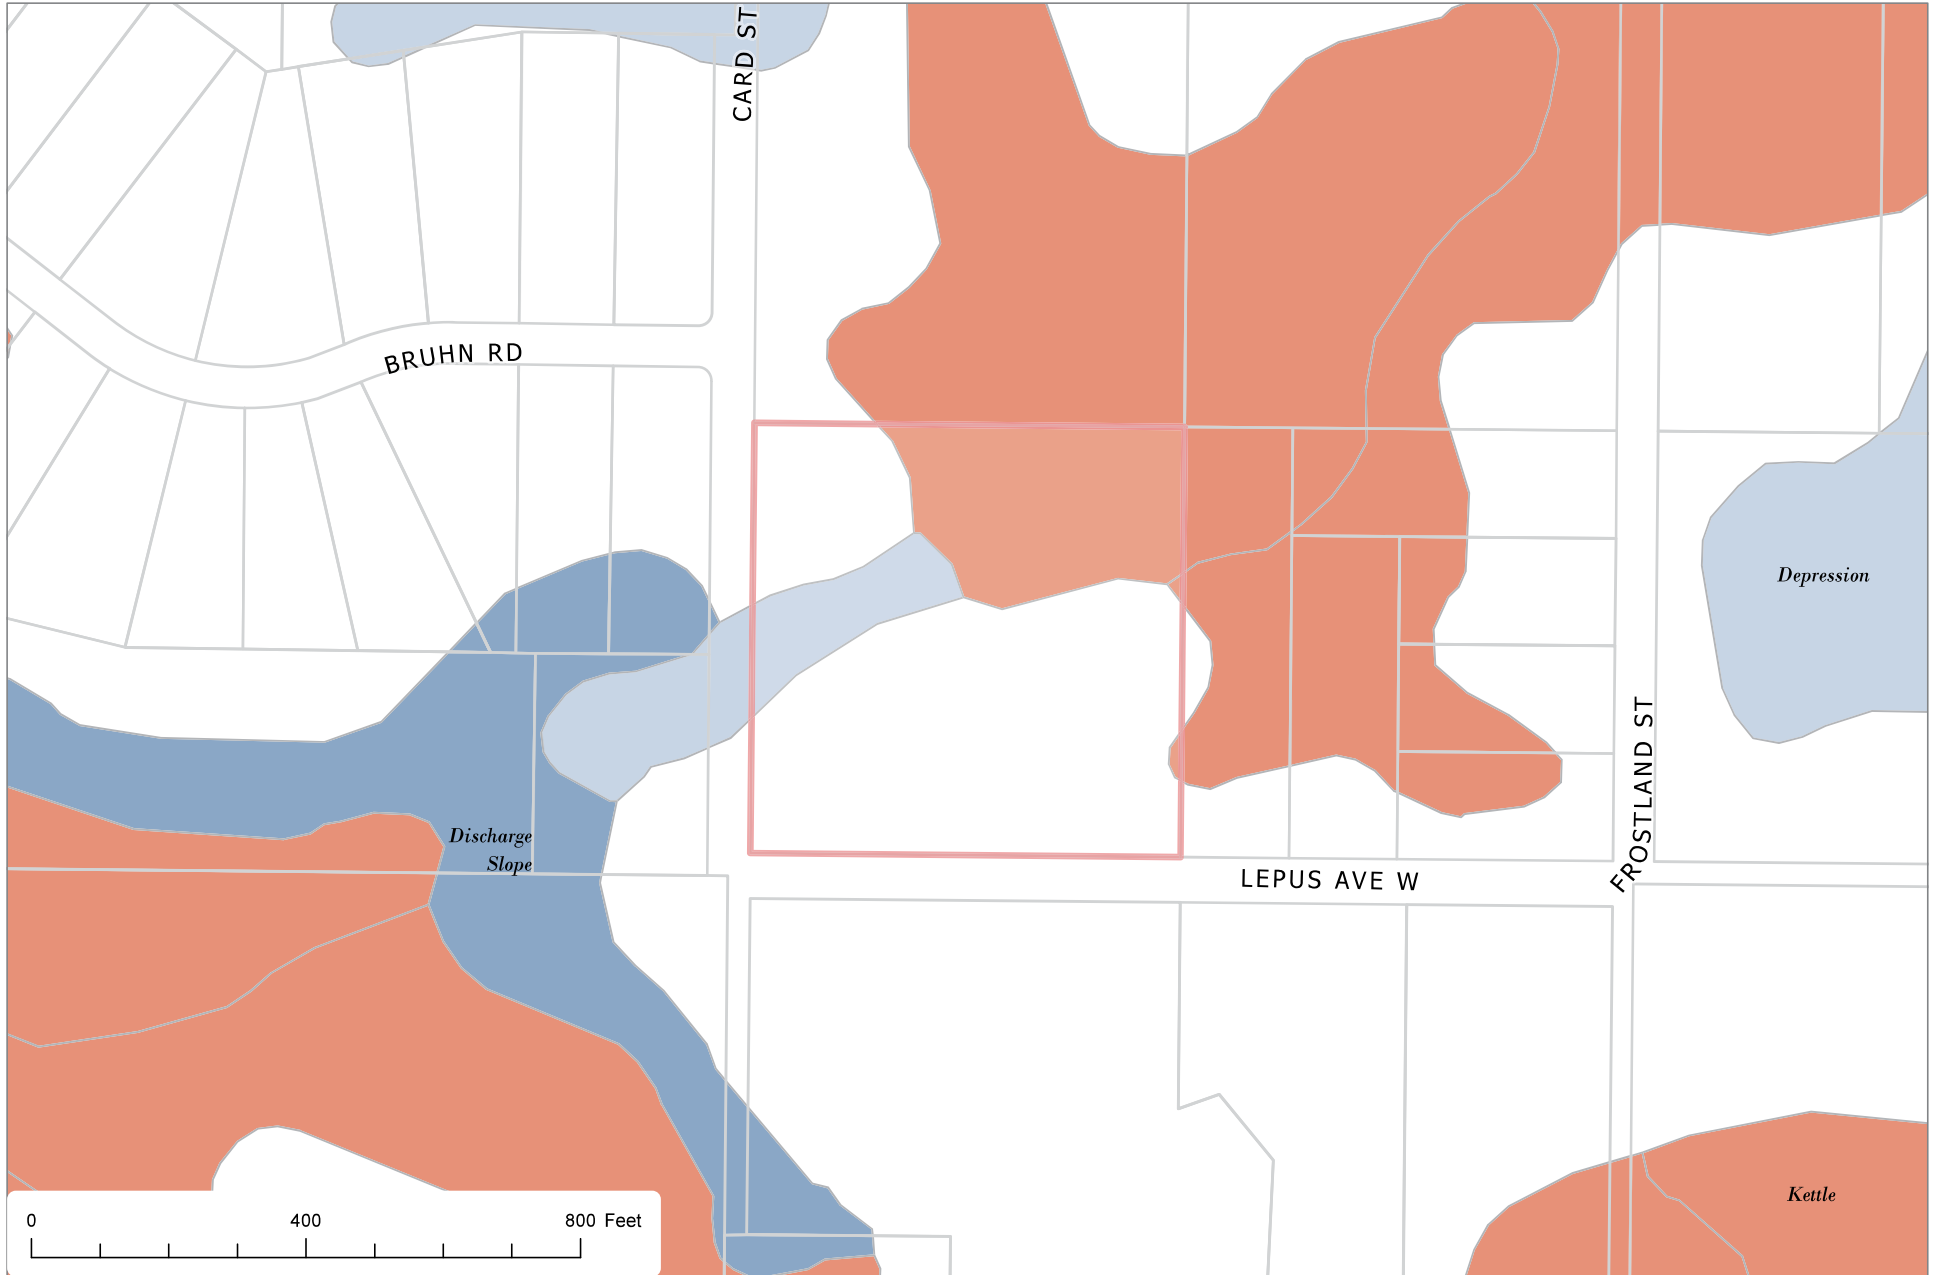 CARD ST
BRUHN RD
Depression
FROSTLAND ST
Discharge
Slope
LEPUS AVE W
Kettle
0 400 800 Feet